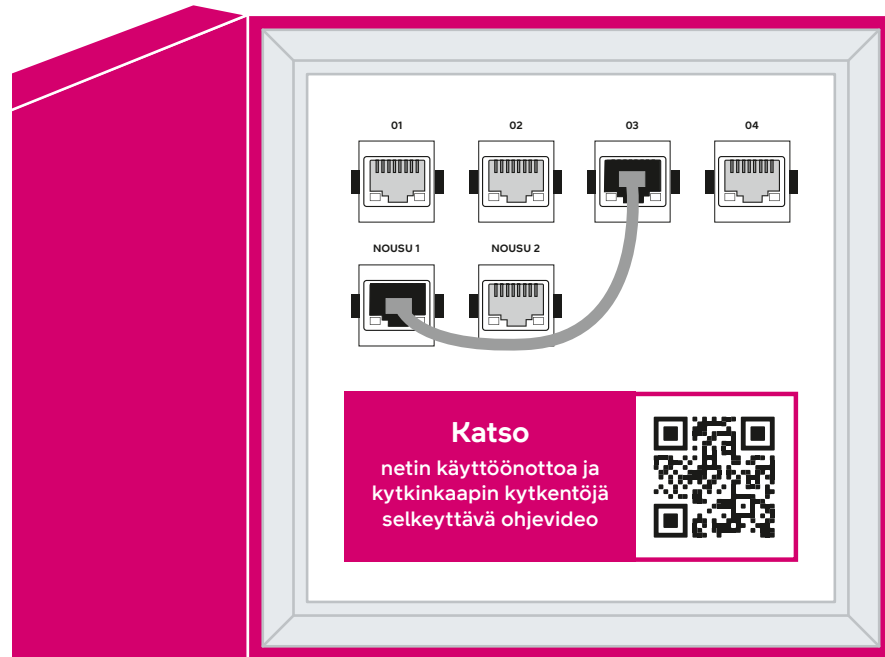 01 02 03 04
NOUSU 1 NOUSU 2
Katso
netin käyttöönottoa ja
kytkinkaapin kytkentöjä
selkeyttävä ohjevideo